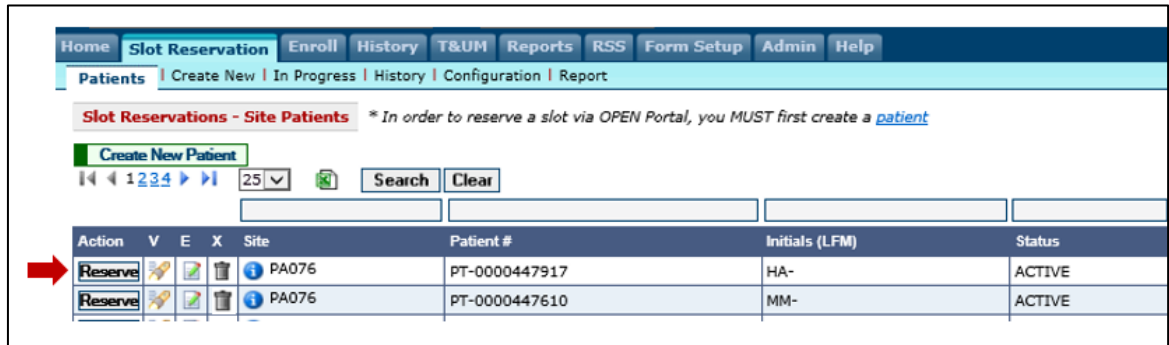 Home Slot Reservation Enroll History T&UM Reports RSS Form Setup Admin Help
Patients | Create New | In Progress | History | Configuration | Report
Slot Reservations - Site Patients * In order to reserve a slot via OPEN Portal, you MUST first create a patient
Create New Patient
1 2 3 4 25 Search Clear
Action V E X Site Patient # Initials (LFM) Status
Reserve PA076 PT-0000447917 HA- ACTIVE
Reserve PA076 PT-0000447610 MM- ACTIVE